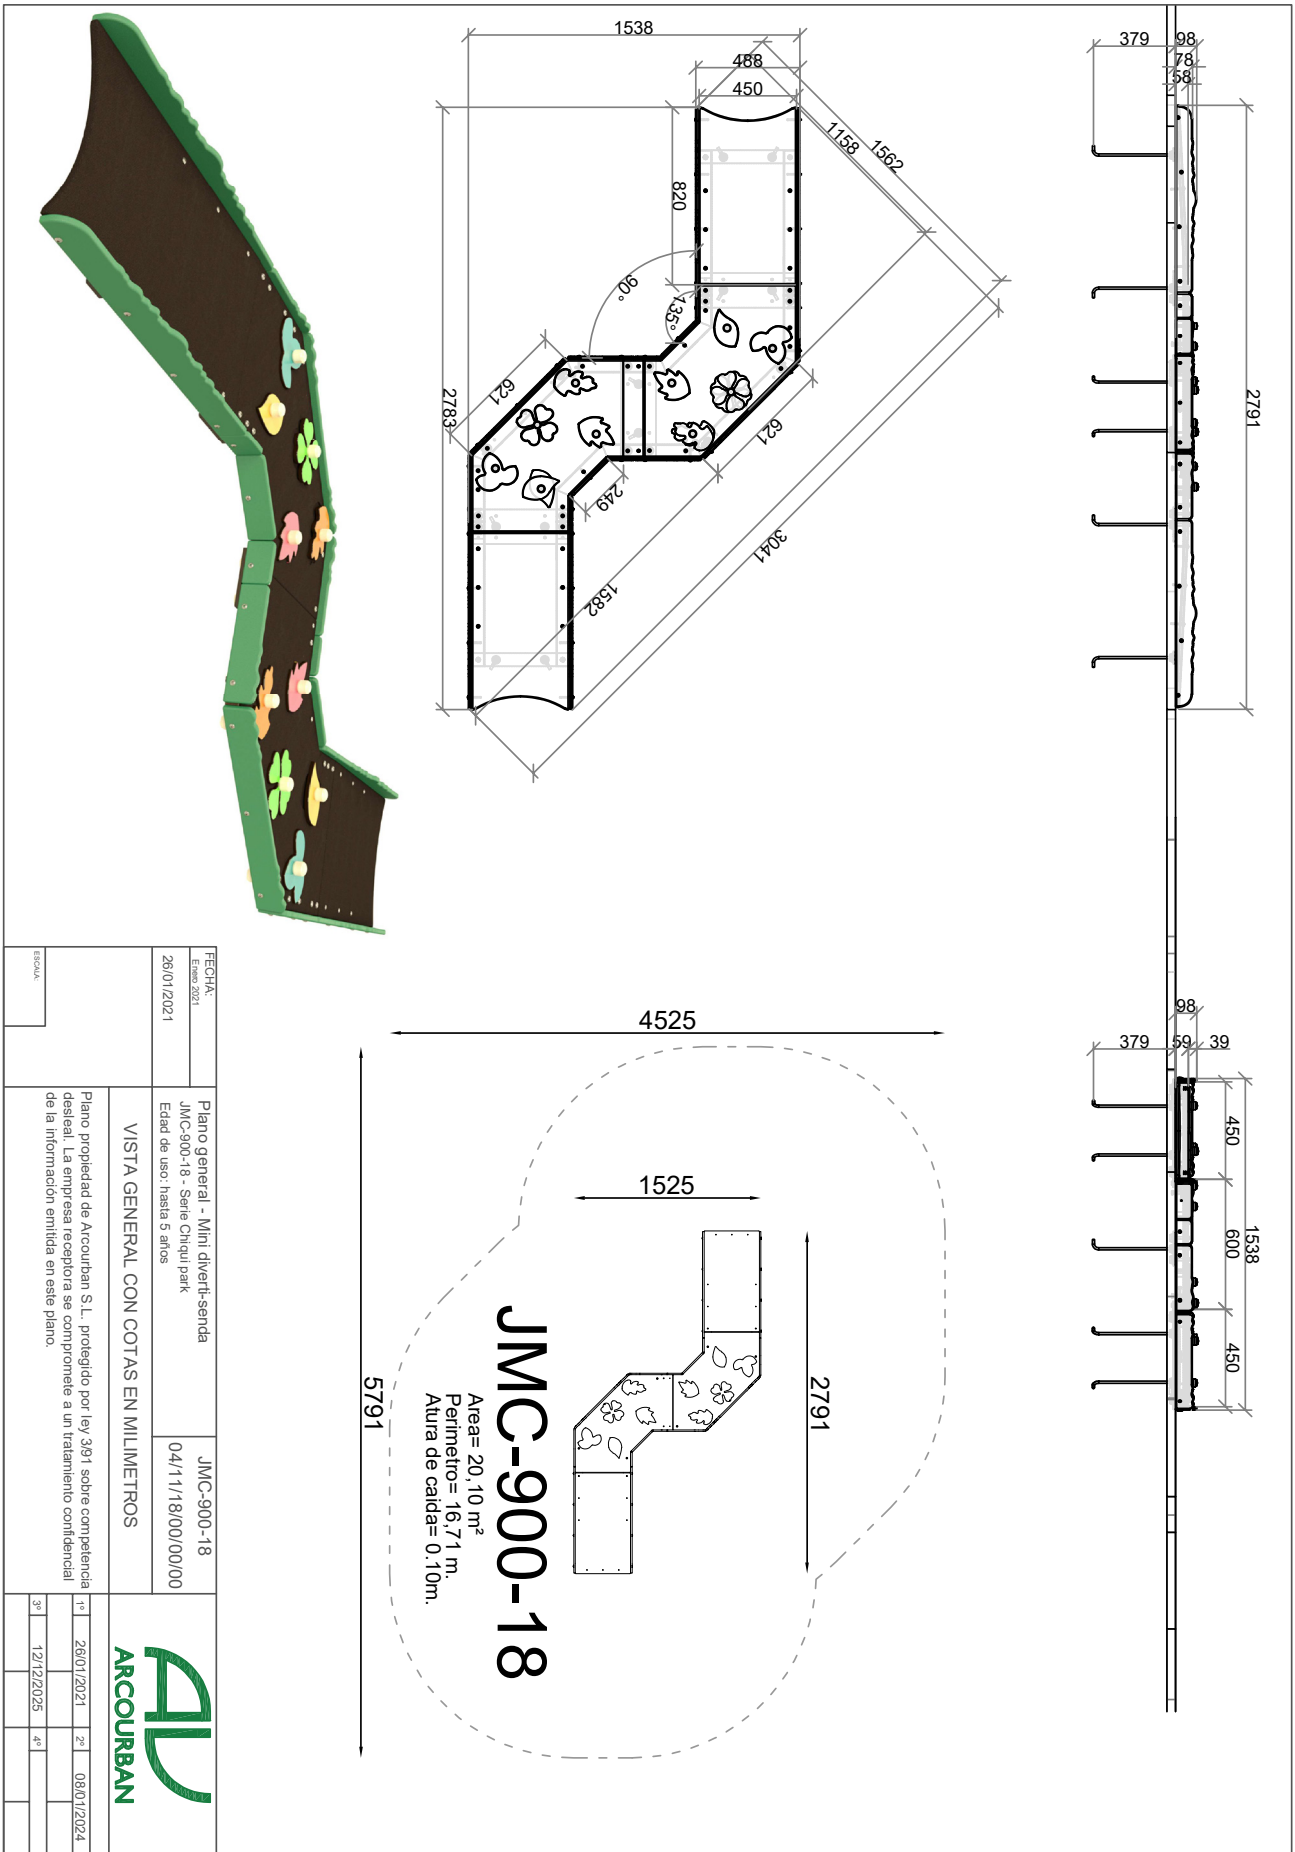 1538
488
450
820
1158
1562
90°
135°
621
2783
621
249
3041
1582
379
98
78
58
2791
98
379
59
39
450
600
450
1538
4525
1525
2791
5791
JMC-900-18
Area= 20,10 m²
Perimetro= 16,71 m.
Atura de caida= 0.10m.
FECHA:
Enero 2021
26/01/2021
ESCALA:
Plano general - Mini diverti-senda
JMC-900-18 - Serie Chiqui park
Edad de uso: hasta 5 años
JMC-900-18
04/11/18/00/00/00
VISTA GENERAL CON COTAS EN MILIMETROS
Plano propiedad de Arcourban S.L. protegido por ley 3/91 sobre competencia
desleal. La empresa receptora se compromete a un tratamiento confidencial
de la información emitida en este plano.
ARCOURBAN
1º 26/01/2021 2º 08/01/2024
3º 12/12/2025 4º